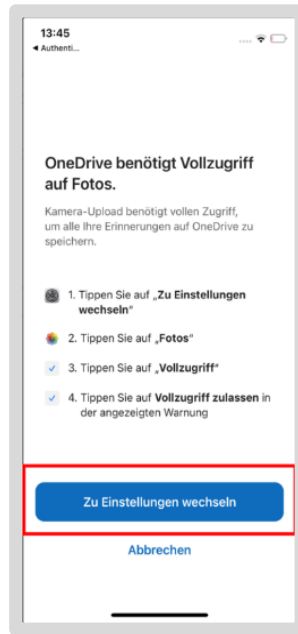 13:45
◀ Authenti...
OneDrive benötigt Vollzugriff
auf Fotos.
Kamera-Upload benötigt vollen Zugriff,
um alle Ihre Erinnerungen auf OneDrive zu
speichern.
1. Tippen Sie auf „Zu Einstellungen
wechseln"
2. Tippen Sie auf „Fotos"
3. Tippen Sie auf „Vollzugriff"
4. Tippen Sie auf Vollzugriff zulassen in
der angezeigten Warnung
Zu Einstellungen wechseln
Abbrechen